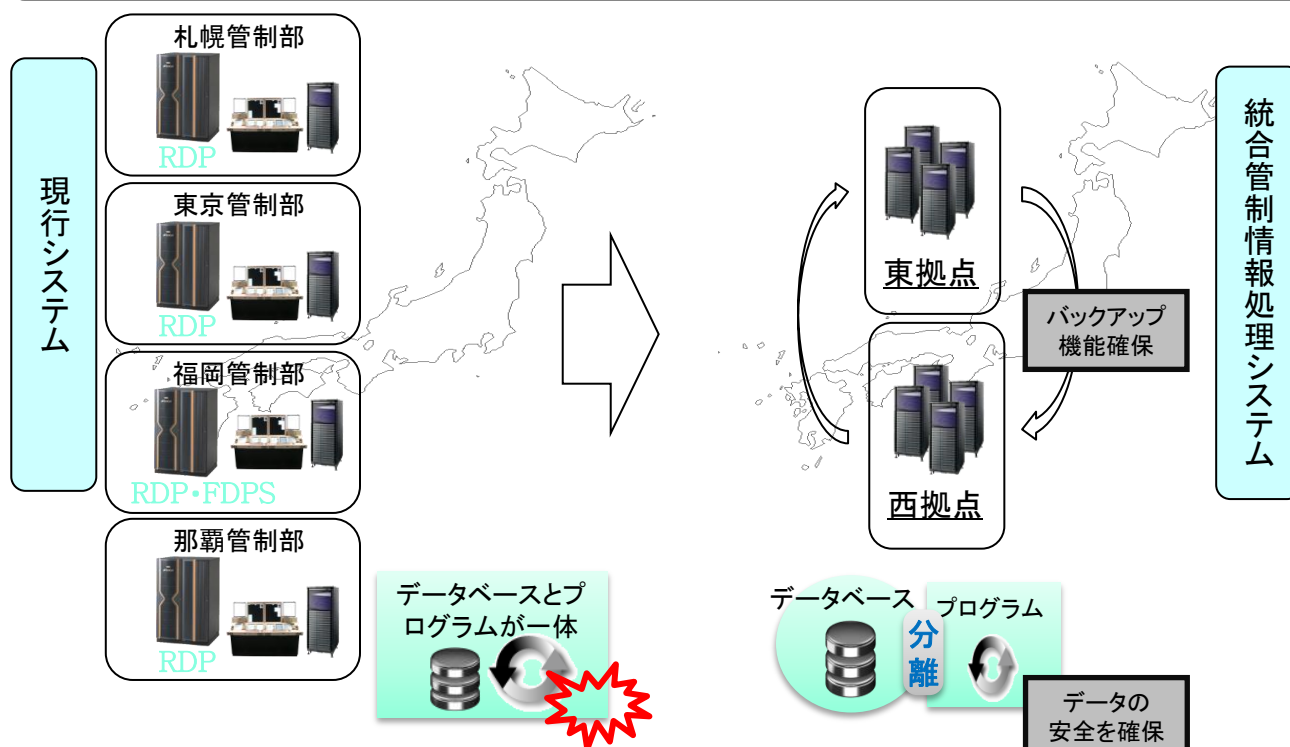 現行システム
札幌管制部
RDP
東京管制部
RDP
福岡管制部
RDP・FDPS
那覇管制部
RDP
データベースとプ
ログラムが一体
東拠点
西拠点
バックアップ
機能確保
統合管制情報処理システム
データベース
分離
プログラム
データの
安全を確保